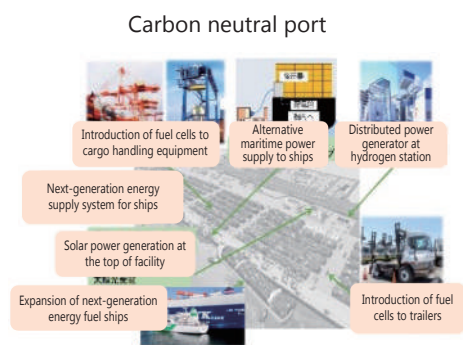 Carbon neutral port
Introduction of fuel cells to
cargo handling equipment
Alternative
maritime power
supply to ships
Distributed power
generator at
hydrogen station
Next-generation energy
supply system for ships
Solar power generation at
the top of facility
Expansion of next-generation
energy fuel ships
Introduction of fuel
cells to trailers